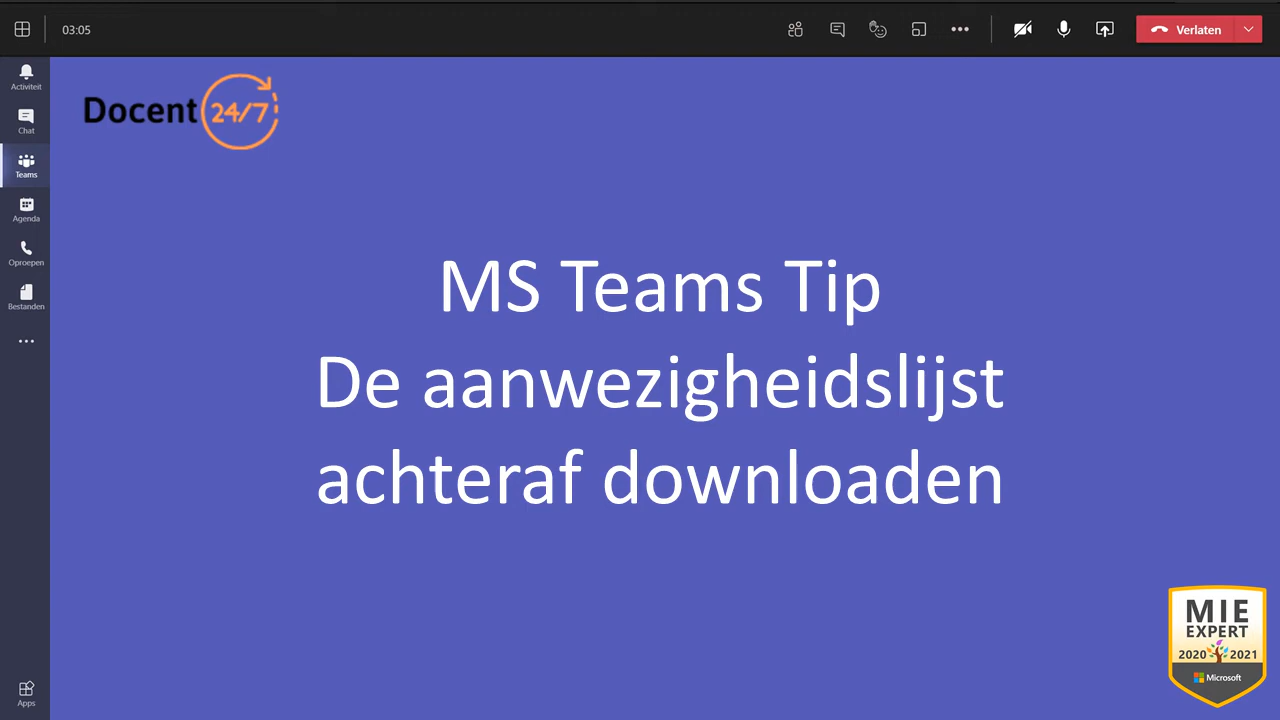 03:05
Verlaten
Activiteit
Chat
Teams
Agenda
Oproepen
Bestanden
Apps
Docent 24/7
MS Teams Tip
De aanwezigheidslijst
achteraf downloaden
MIE
EXPERT
2020 2021
Microsoft